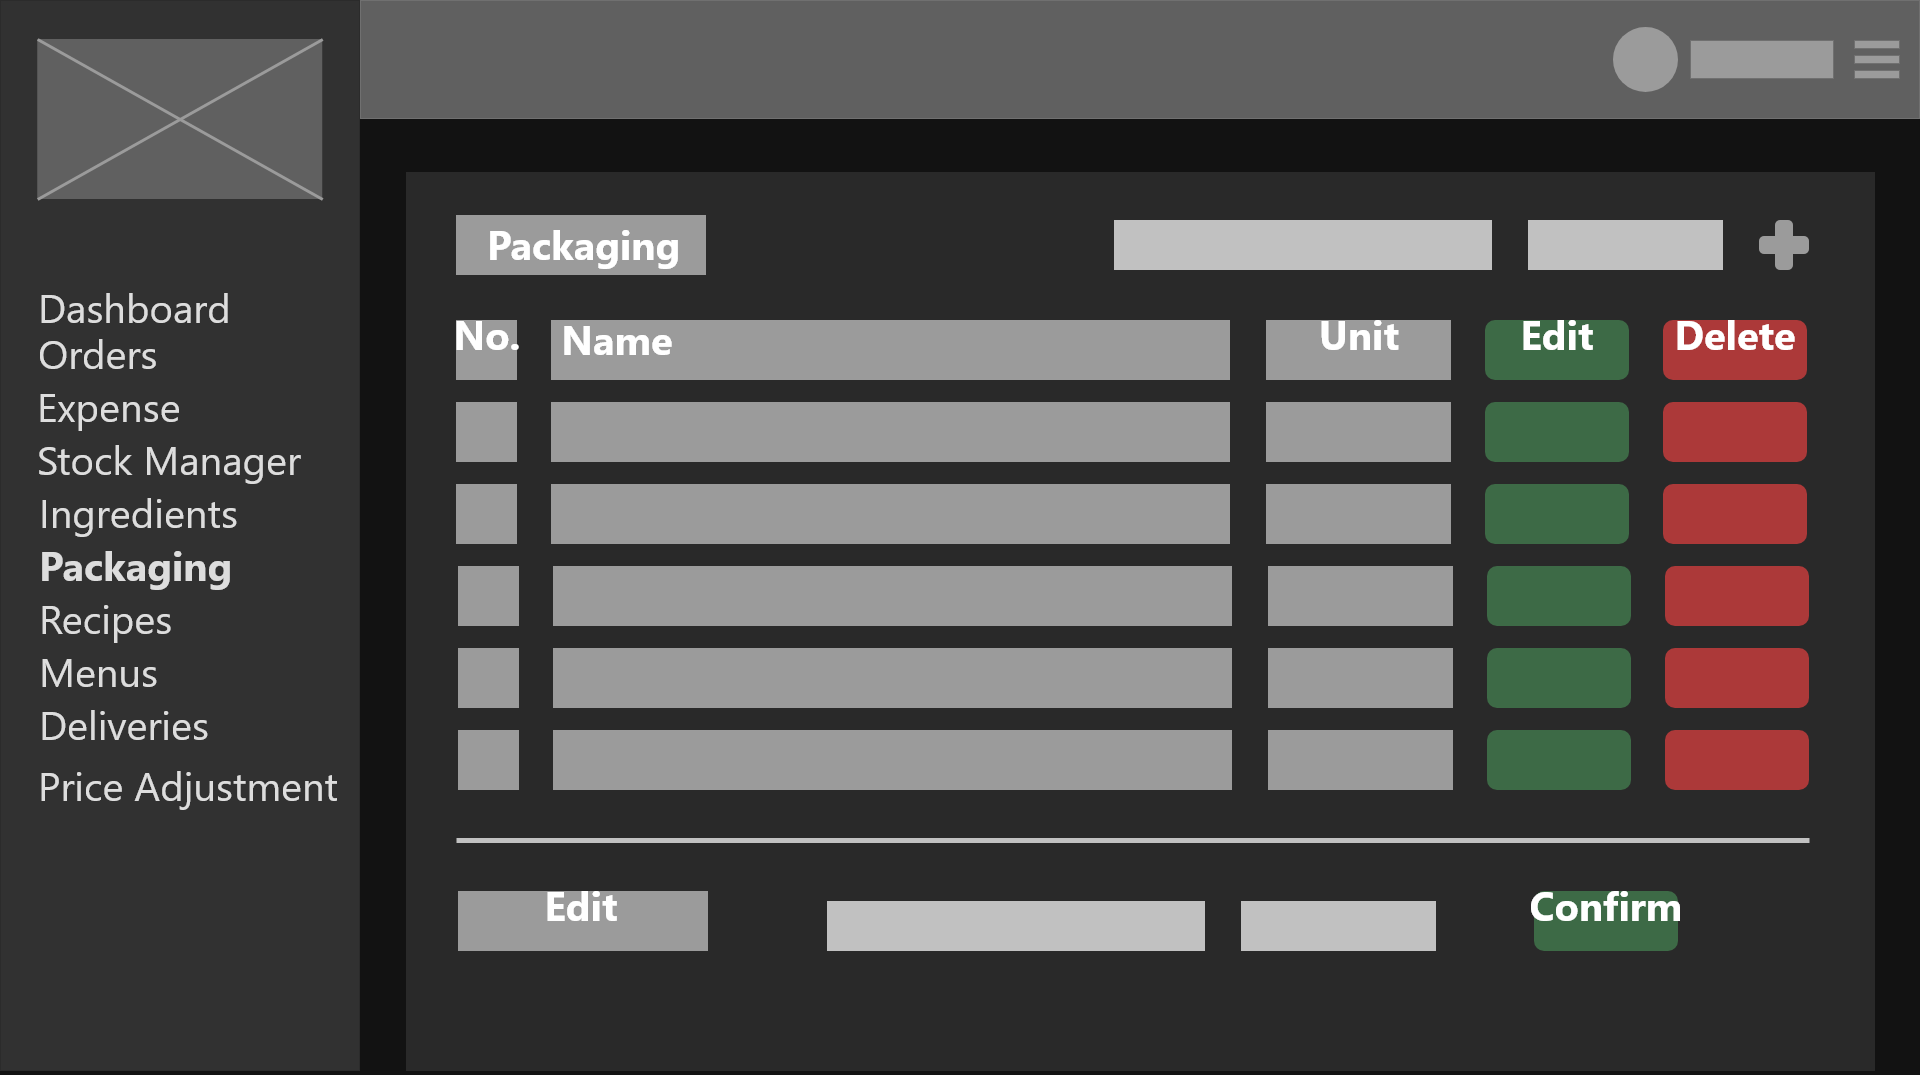 Dashboard
Orders
Expense
Stock Manager
Ingredients
Packaging
Recipes
Menus
Deliveries
Price Adjustment
Packaging
No. Name Unit Edit Delete
Edit Confirm